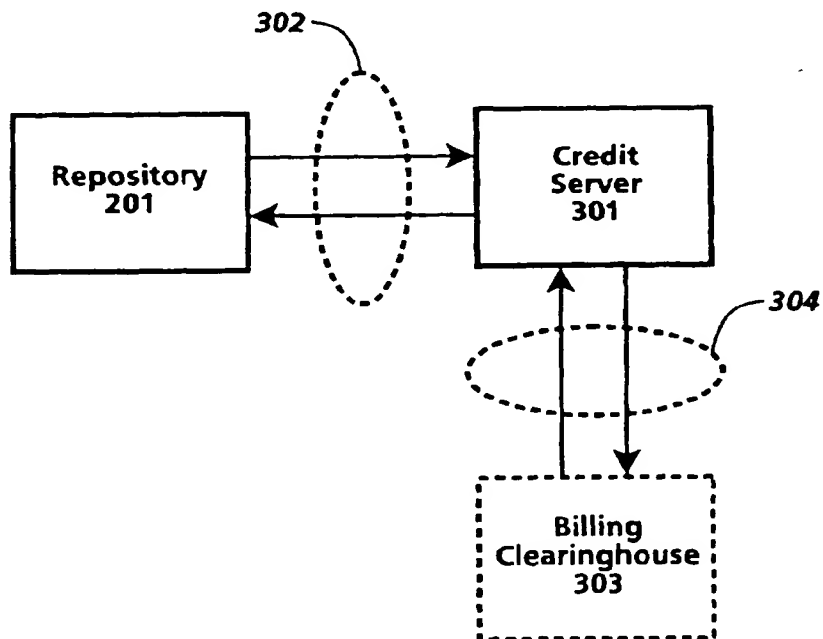 302
Repository
201
Credit
Server
301
304
Billing
Clearinghouse
303